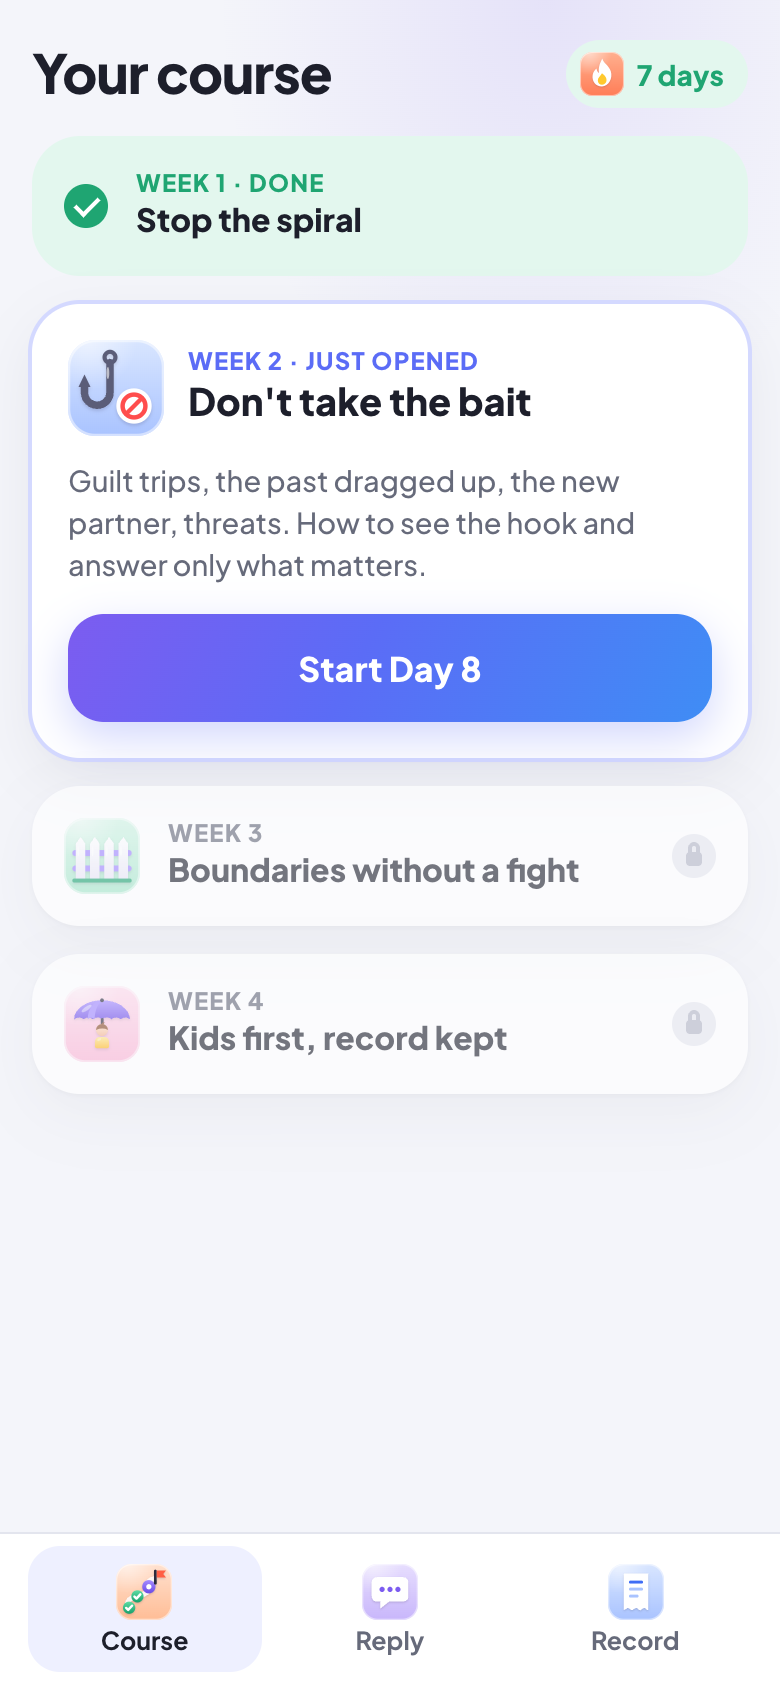 Your course
7 days
WEEK 1 · DONE
Stop the spiral
WEEK 2 · JUST OPENED
Don't take the bait
Guilt trips, the past dragged up, the new
partner, threats. How to see the hook and
answer only what matters.
Start Day 8
WEEK 3
Boundaries without a fight
WEEK 4
Kids first, record kept
Course
Reply
Record